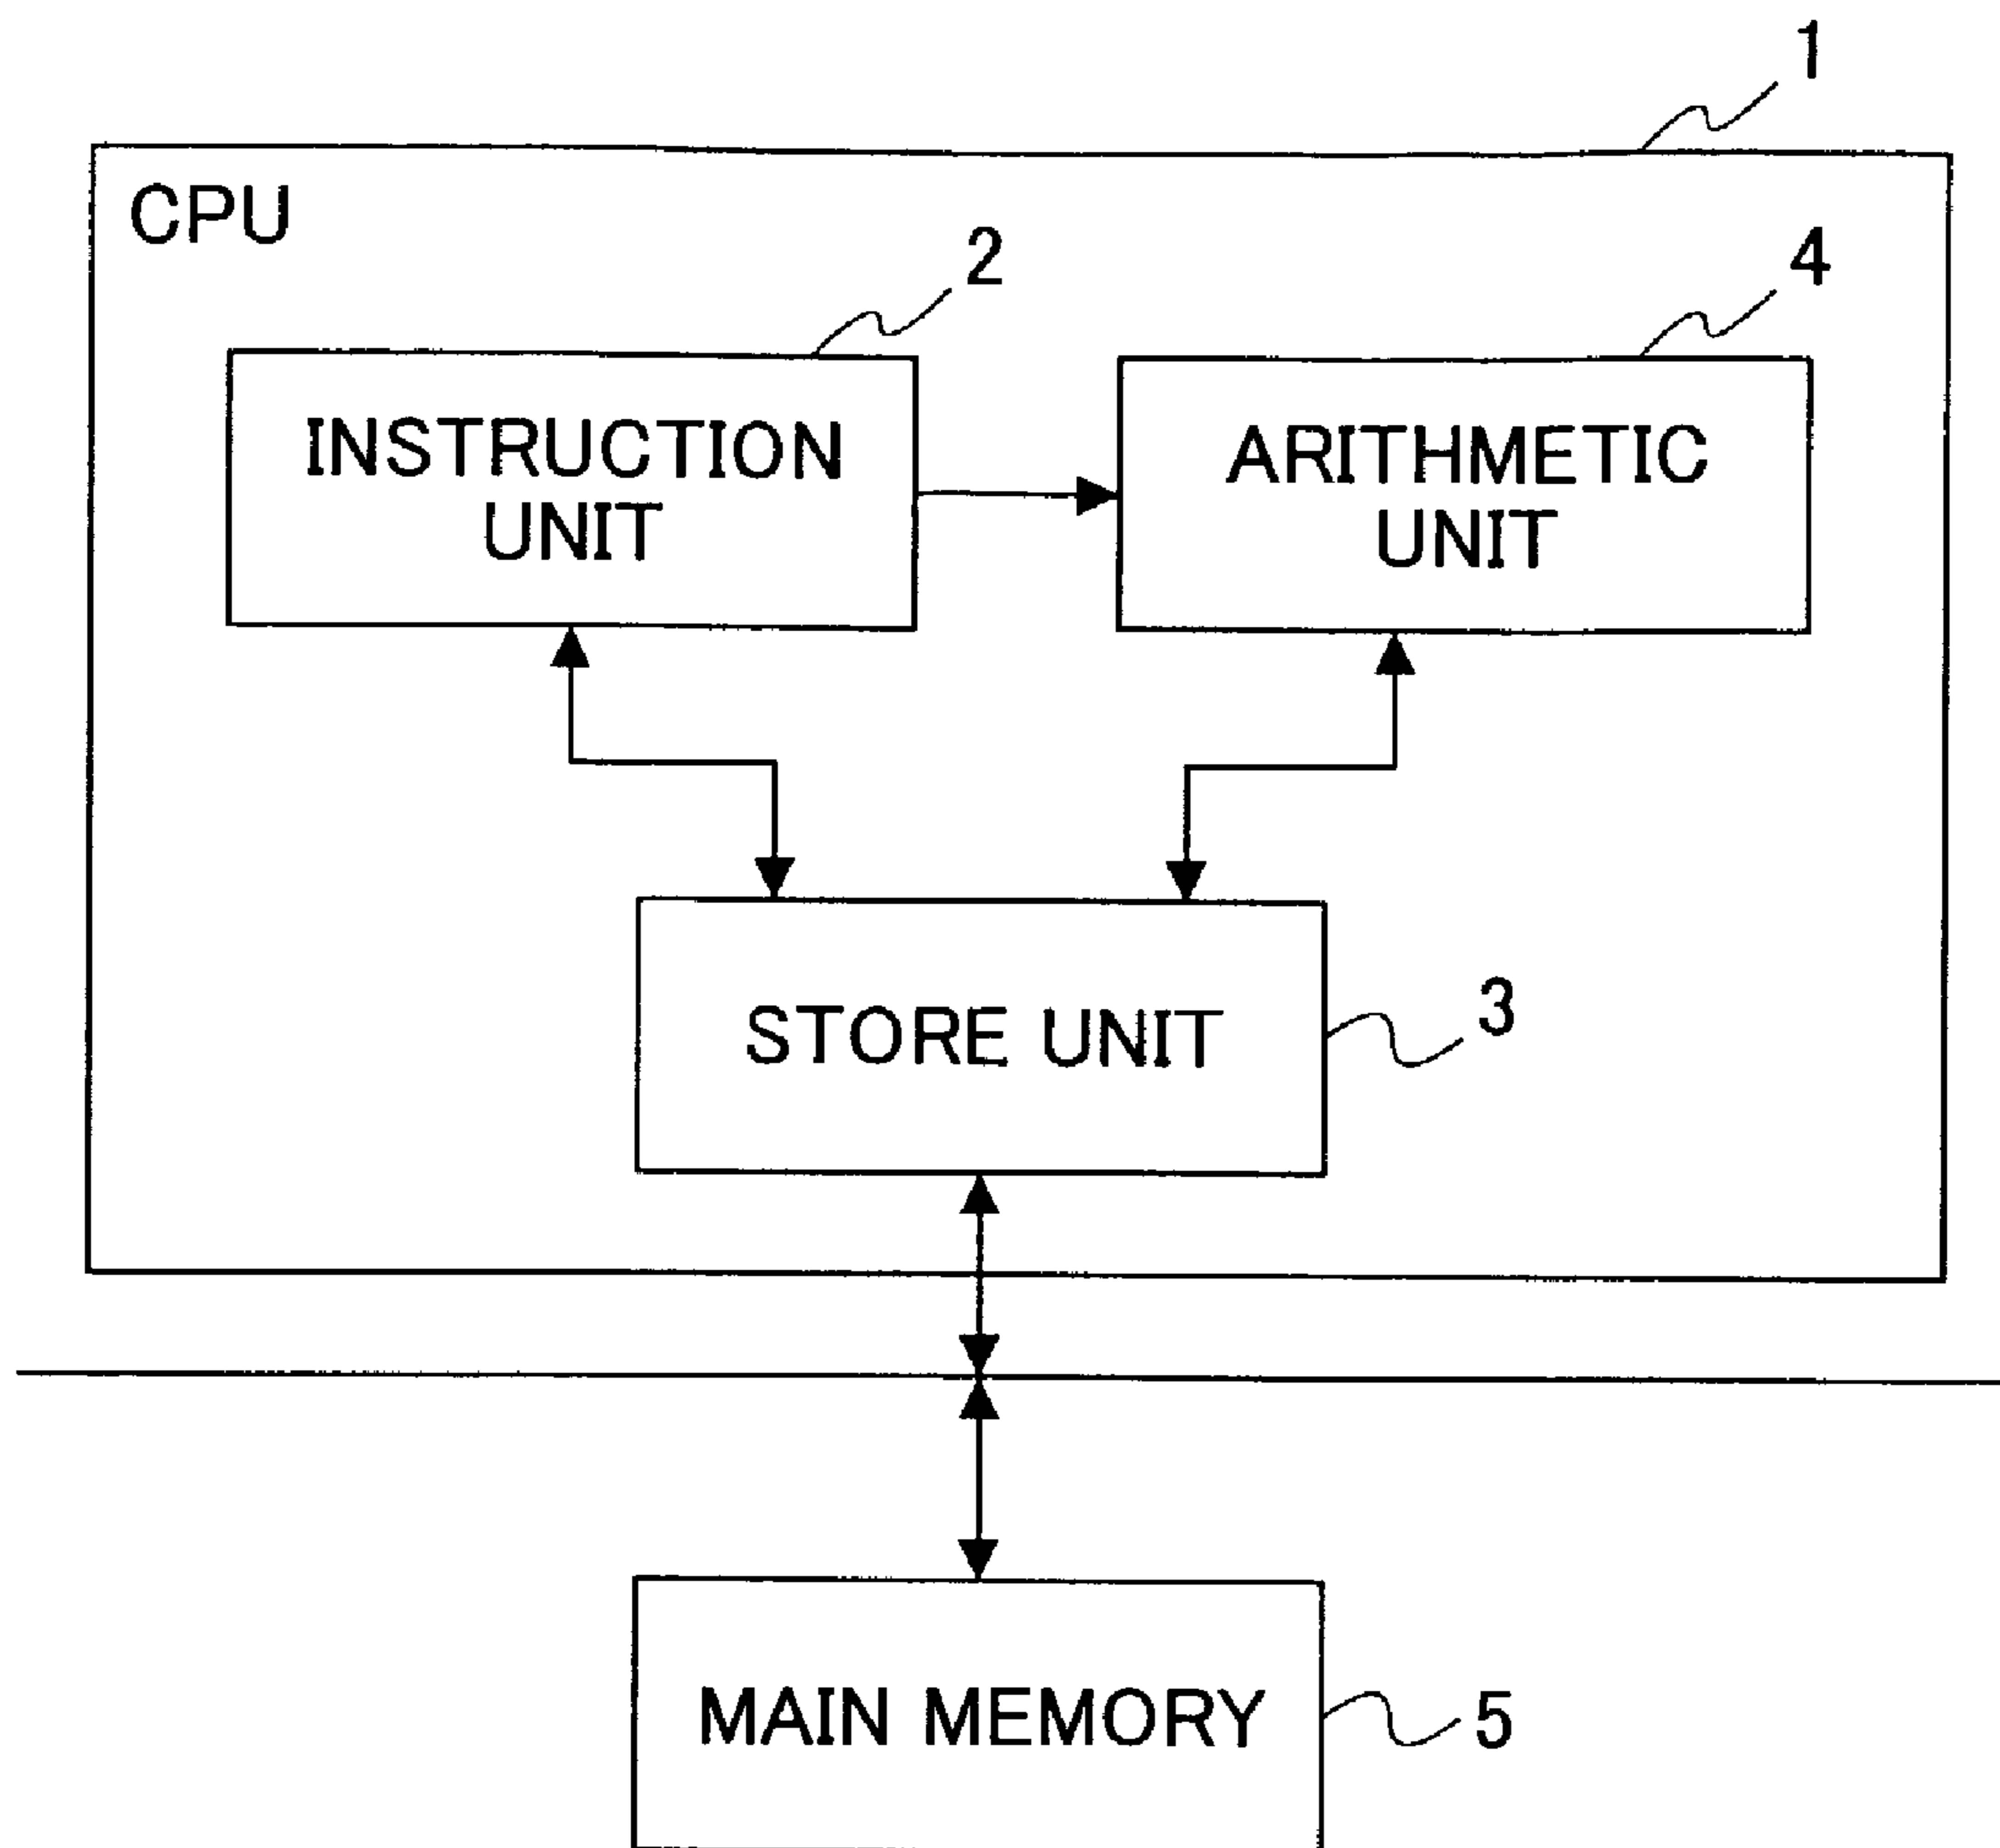 1
CPU
2
4
INSTRUCTION
UNIT
ARITHMETIC
UNIT
STORE UNIT
3
MAIN MEMORY
5